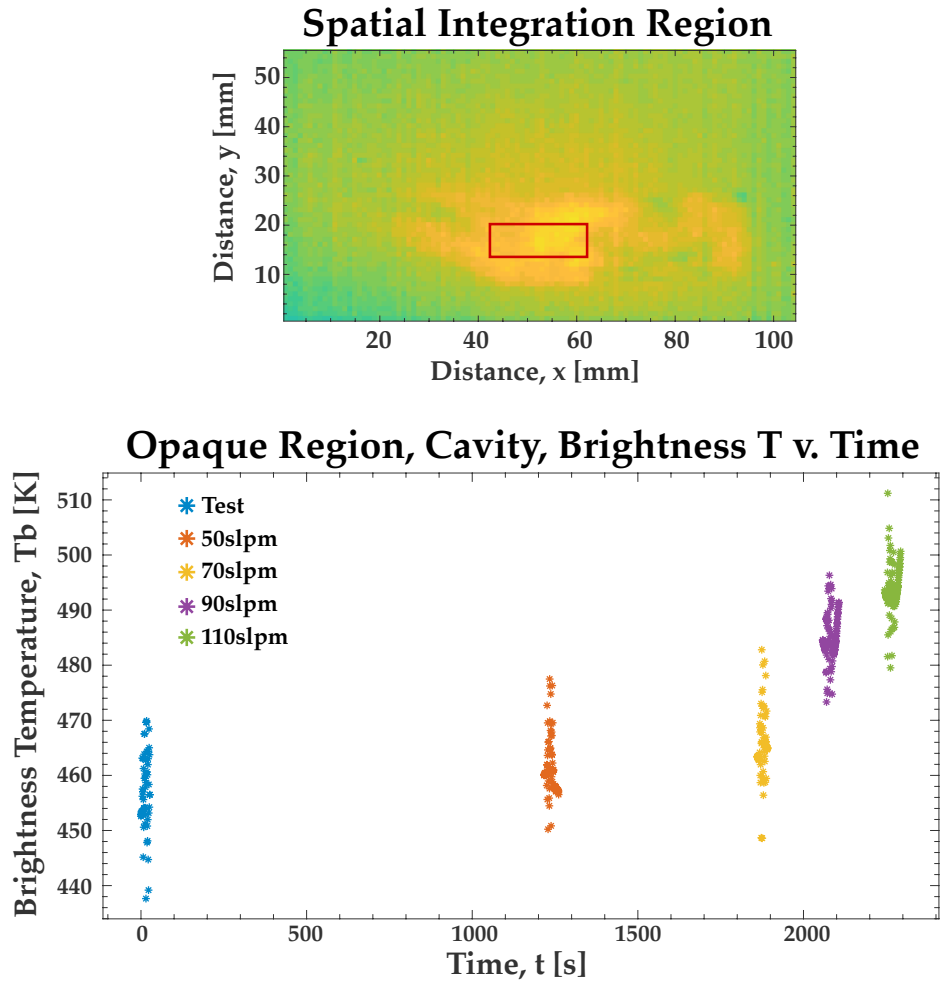 Spatial Integration Region
Distance, y [mm]
50
40
30
20
10
20 40 60 80 100
Distance, x [mm]
Opaque Region, Cavity, Brightness T v. Time
Brightness Temperature, Tb [K]
510
500
490
480
470
460
450
440
Test
50slpm
70slpm
90slpm
110slpm
0 500 1000 1500 2000
Time, t [s]